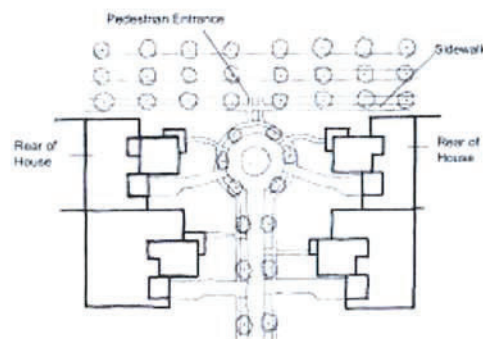 Pedestrian Entrance
Sidewalk
Rear of
House
Rear of
House